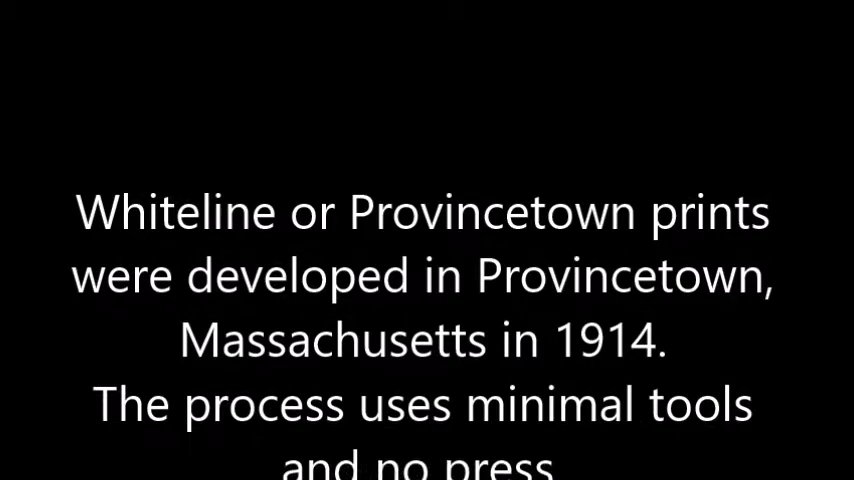 Whiteline or Provincetown prints
were developed in Provincetown,
Massachusetts in 1914.
The process uses minimal tools
and no press